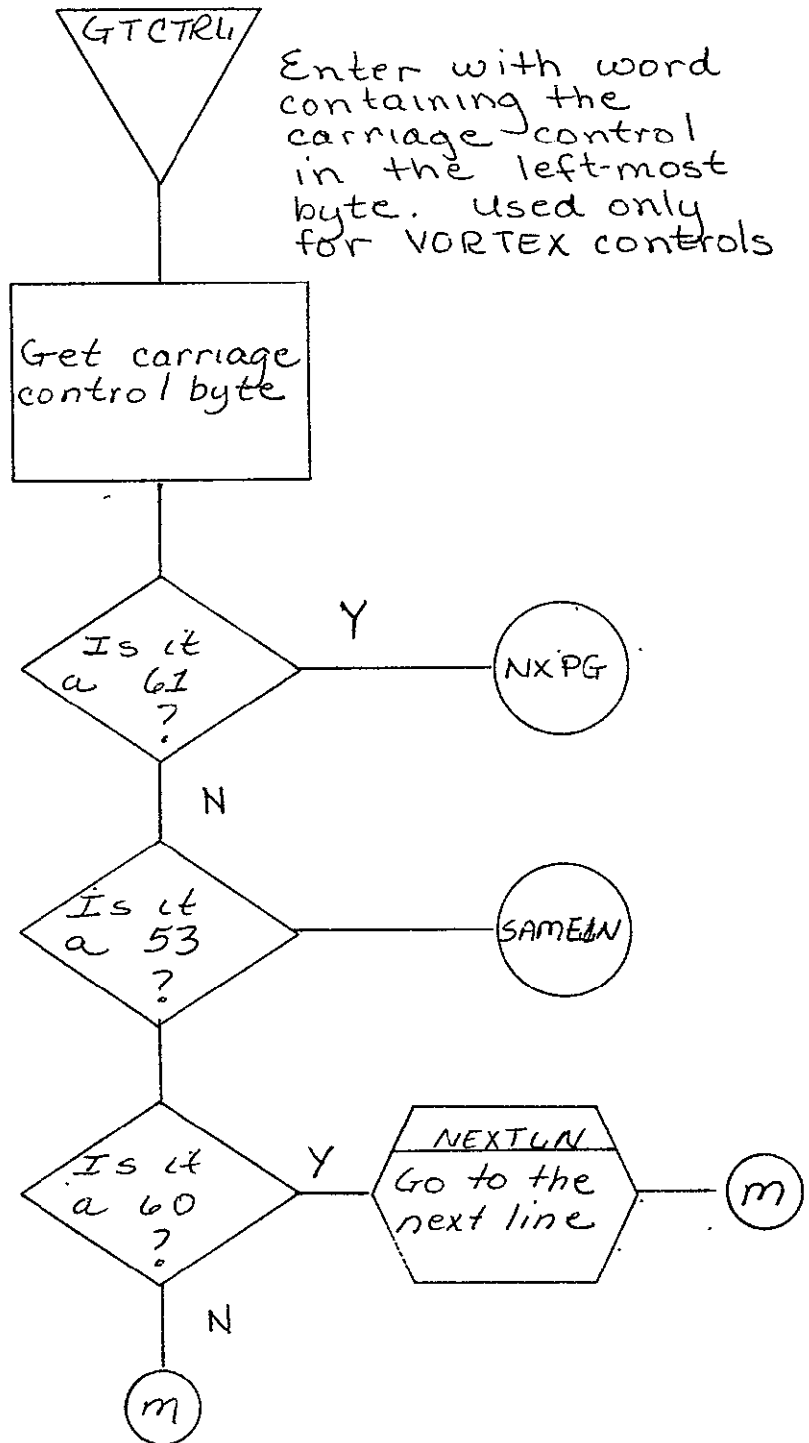 GTCTRL
Enter with word
containing the
carriage control
in the left-most
byte. used only
for VORTEX controls
Get carriage
control byte
Is it
a 61
?
Y
NXPG
N
Is it
a 53
?
SAMELN
Is it
a 60
?
Y
NEXTLN
Go to the
next line
m
N
m